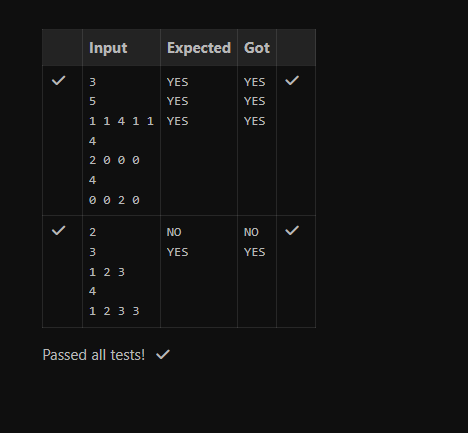 Input Expected Got
3 YES YES
5 YES YES
1 1 4 1 1 YES YES
4
2 0 0 0
4
0 0 2 0
2 NO NO
3 YES YES
1 2 3
4
1 2 3 3
Passed all tests!